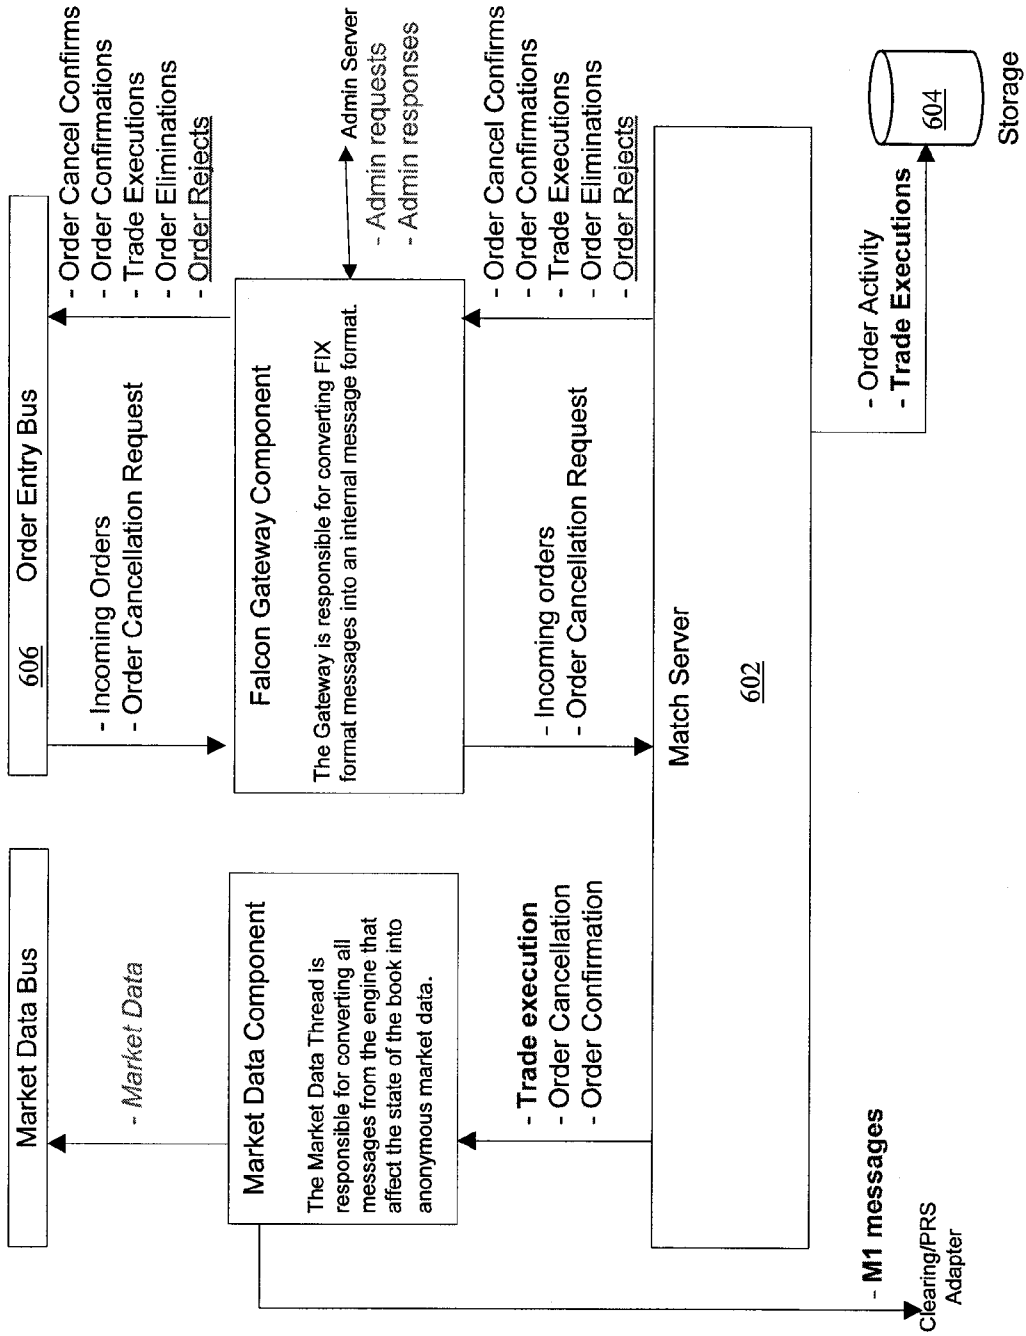 Market Data Bus
606 Order Entry Bus
- Market Data
- Incoming Orders
- Order Cancellation Request
- Order Cancel Confirms
- Order Confirmations
- Trade Executions
- Order Eliminations
- Order Rejects
Market Data Component
The Market Data Thread is
responsible for converting all
messages from the engine that
affect the state of the book into
anonymous market data.
Falcon Gateway Component
The Gateway is responsible for converting FIX
format messages into an internal message format.
Admin Server
- Admin requests
- Admin responses
- Trade execution
- Order Cancellation
- Order Confirmation
- Incoming orders
- Order Cancellation Request
- Order Cancel Confirms
- Order Confirmations
- Trade Executions
- Order Eliminations
- Order Rejects
Match Server
602
- M1 messages
Clearing/PRS
Adapter
- Order Activity
- Trade Executions
604
Storage